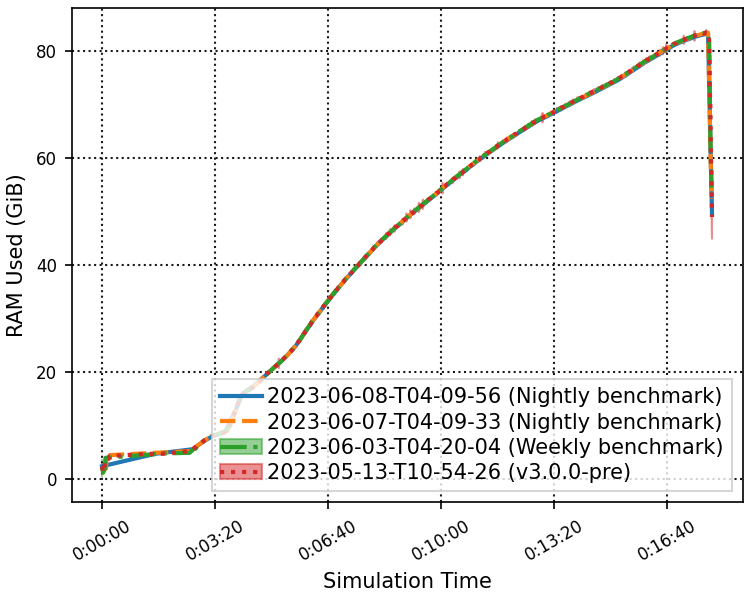 80
60
40
20
0
RAM Used (GiB)
2023-06-08-T04-09-56 (Nightly benchmark)
2023-06-07-T04-09-33 (Nightly benchmark)
2023-06-03-T04-20-04 (Weekly benchmark)
2023-05-13-T10-54-26 (v3.0.0-pre)
0:00:00
0:03:20
0:06:40
0:10:00
0:13:20
0:16:40
Simulation Time